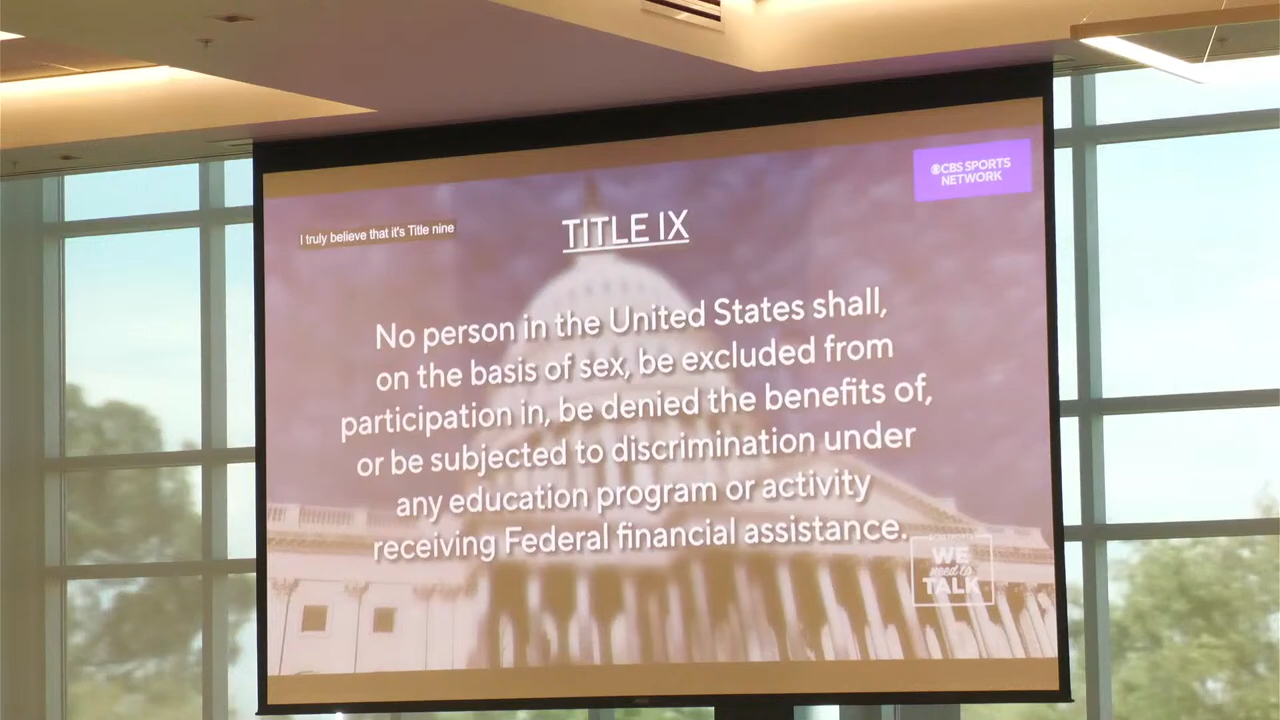 CBS SPORTS
NETWORK
I truly believe that it's Title nine
TITLE IX
No person in the United States shall,
on the basis of sex, be excluded from
participation in, be denied the benefits of,
or be subjected to discrimination under
any education program or activity
receiving Federal financial assistance.
WE
need to
TALK